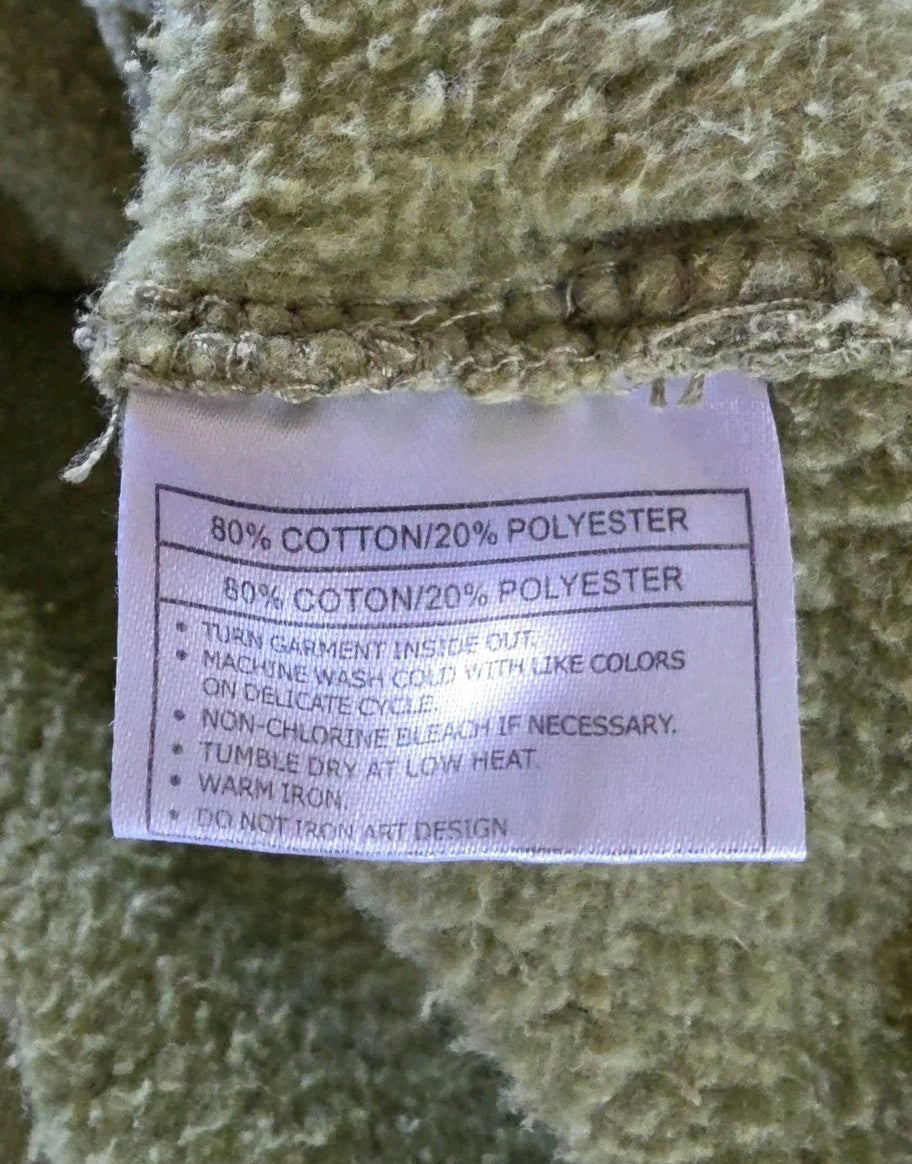 80% COTTON/20% POLYESTER
80% COTON/20% POLYESTER
• TURN GARMENT INSIDE OUT.
• MACHINE WASH COLD WITH LIKE COLORS
ON DELICATE CYCLE.
• NON-CHLORINE BLEACH IF NECESSARY.
• TUMBLE DRY AT LOW HEAT.
• WARM IRON.
• DO NOT IRON ART DESIGN